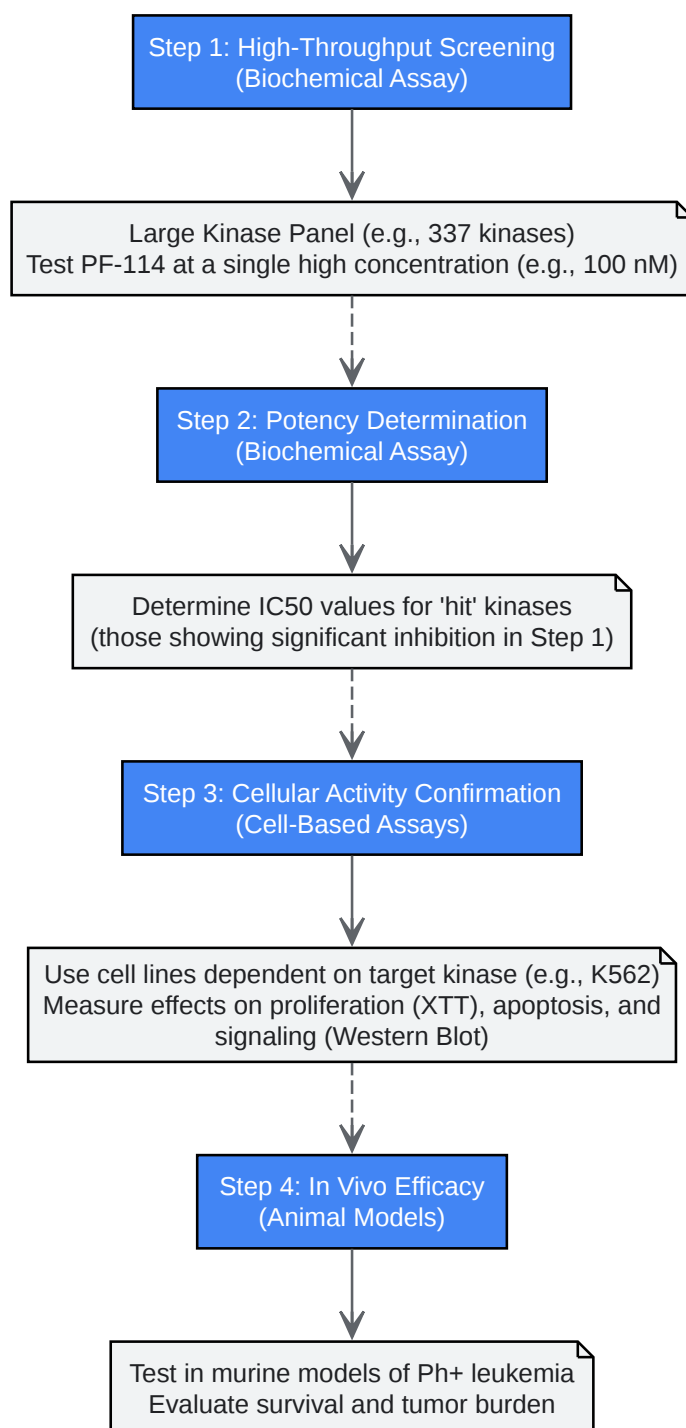 Step 1: High-Throughput Screening
(Biochemical Assay)
Large Kinase Panel (e.g., 337 kinases)
Test PF-114 at a single high concentration (e.g., 100 nM)
Step 2: Potency Determination
(Biochemical Assay)
Determine IC50 values for 'hit' kinases
(those showing significant inhibition in Step 1)
Step 3: Cellular Activity Confirmation
(Cell-Based Assays)
Use cell lines dependent on target kinase (e.g., K562)
Measure effects on proliferation (XTT), apoptosis, and
signaling (Western Blot)
Step 4: In Vivo Efficacy
(Animal Models)
Test in murine models of Ph+ leukemia
Evaluate survival and tumor burden